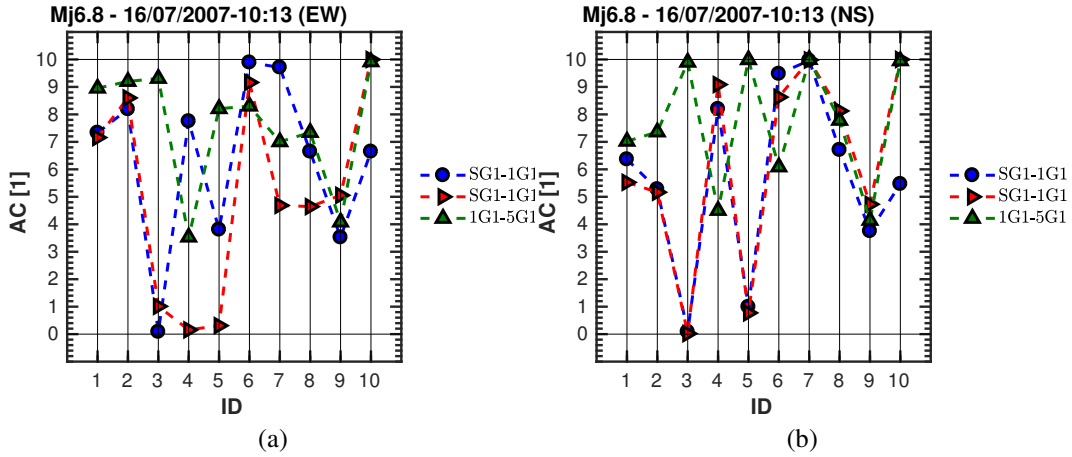 Mj6.8 - 16/07/2007-10:13 (EW)
10
9
8
7
6
5
4
3
2
1
0
AC [1]
1 2 3 4 5 6 7 8 9 10
ID
SG1-1G1
SG1-1G1
1G1-5G1
(a)
Mj6.8 - 16/07/2007-10:13 (NS)
10
9
8
7
6
5
4
3
2
1
0
AC [1]
1 2 3 4 5 6 7 8 9 10
ID
SG1-1G1
SG1-1G1
1G1-5G1
(b)